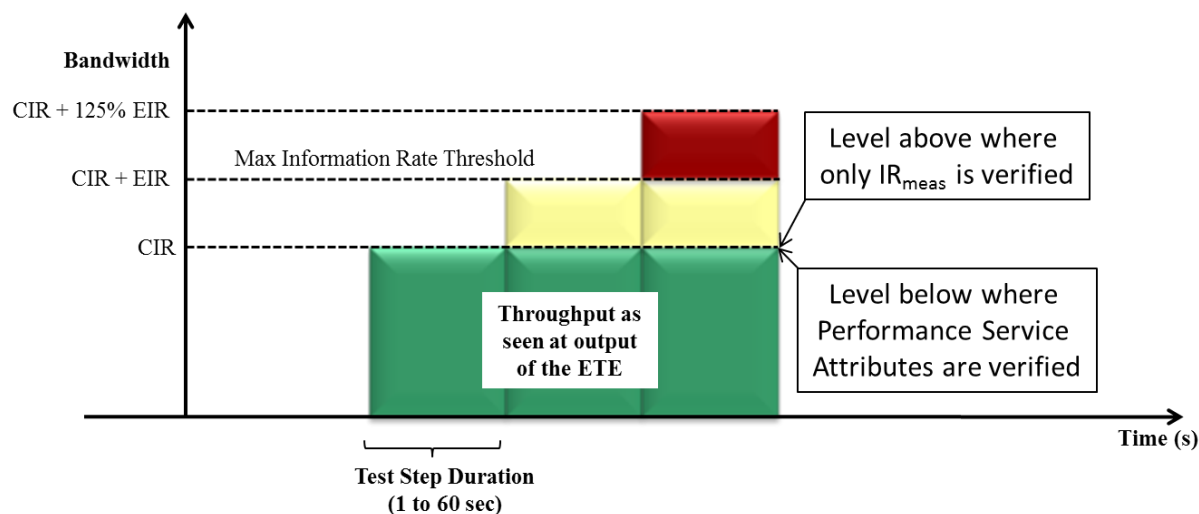 Bandwidth
CIR + 125% EIR
Max Information Rate Threshold
CIR + EIR
CIR
Level above where
only IRmeas is verified
Level below where
Performance Service
Attributes are verified
Throughput as
seen at output
of the ETE
Time (s)
Test Step Duration
(1 to 60 sec)